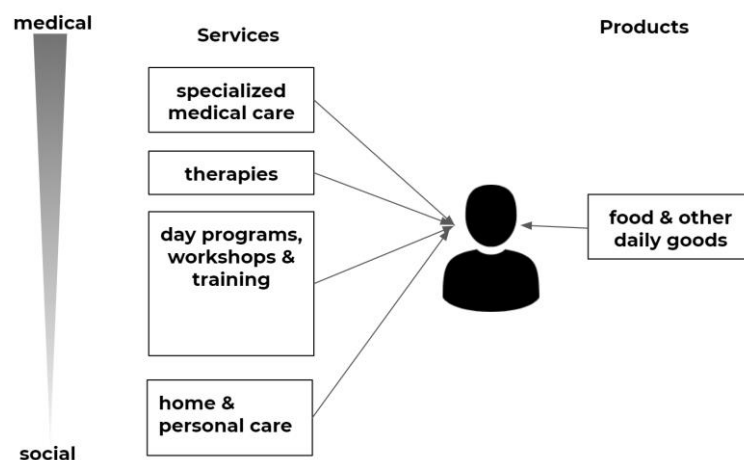 medical
Services
Products
specialized
medical care
therapies
day programs,
workshops &
training
food & other
daily goods
home &
personal care
social